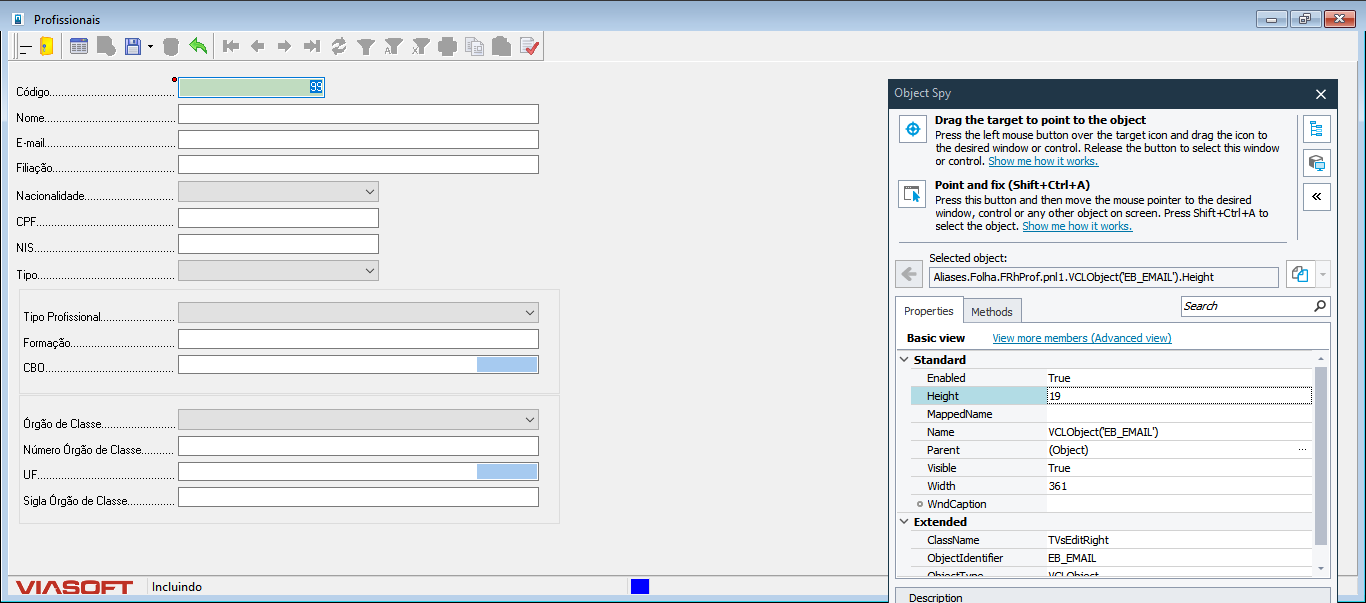 Profissionais
Código
99
Nome
E-mail
Filiação
Nacionalidade
CPF
NIS
Tipo
Tipo Profissional
Formação
CBO
Órgão de Classe
Número Órgão de Classe
UF
Sigla Órgão de Classe
VIASOFT
Incluindo
Object Spy
Drag the target to point to the object
Press the left mouse button over the target icon and drag the icon to
the desired window or control. Release the button to select this window
or control. Show me how it works.
Point and fix (Shift+Ctrl+A)
Press this button and then move the mouse pointer to the desired
window, control or any other object on screen. Press Shift+Ctrl+A to
select the object. Show me how it works.
Selected object:
Aliases.Folha.FRhProf.pnl1.VCLObject('EB_EMAIL').Height
Properties Methods Search
Basic view View more members (Advanced view)
Standard
Enabled True
Height 19
MappedName
Name VCLObject('EB_EMAIL')
Parent (Object) ...
Visible True
Width 361
WndCaption
Extended
ClassName TVsEditRight
ObjectIdentifier EB_EMAIL
ObjectType VCLObject
Description